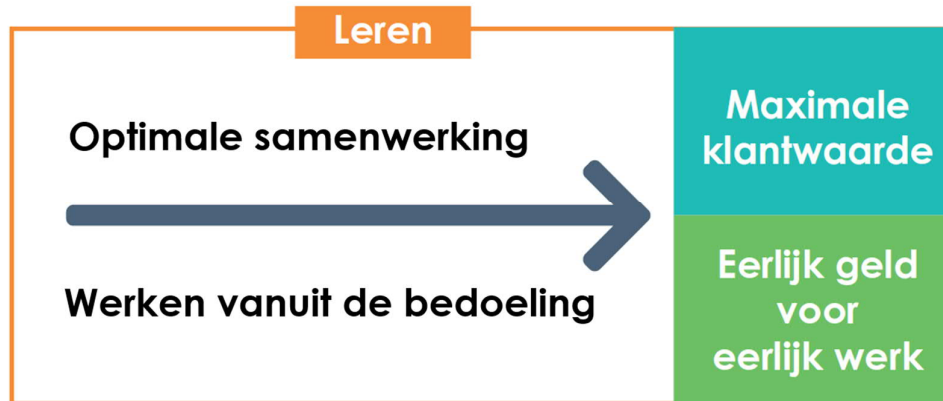 Leren
Optimale samenwerking
Werken vanuit de bedoeling
Maximale
klantwaarde
Eerlijk geld
voor
eerlijk werk